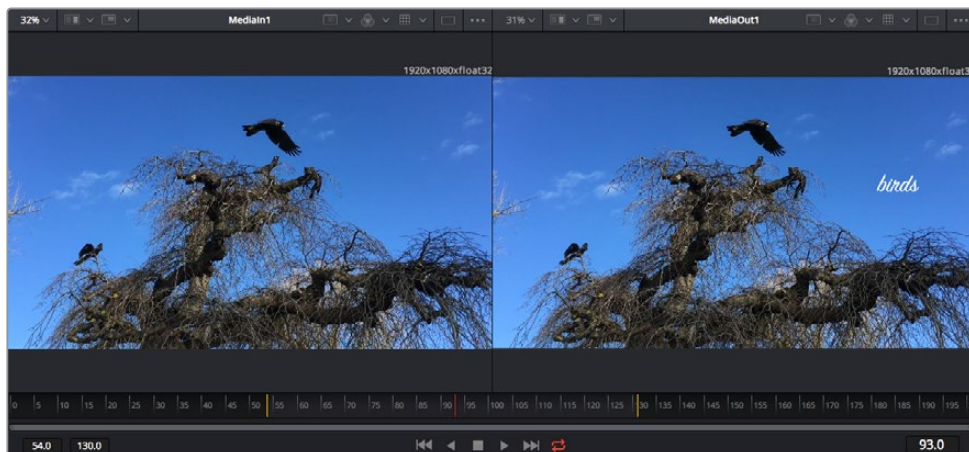 32% MediaIn1
31% MediaOut1
1920x1080xfloat32
1920x1080xfloat3
birds
0 5 10 15 20 25 30 35 40 45 50 55 60 65 70 75 80 85 90 95 100 105 110 115 120 125 30 135 140 145 150 155 160 165 170 175 180 185 190 195
54.0 130.0 93.0